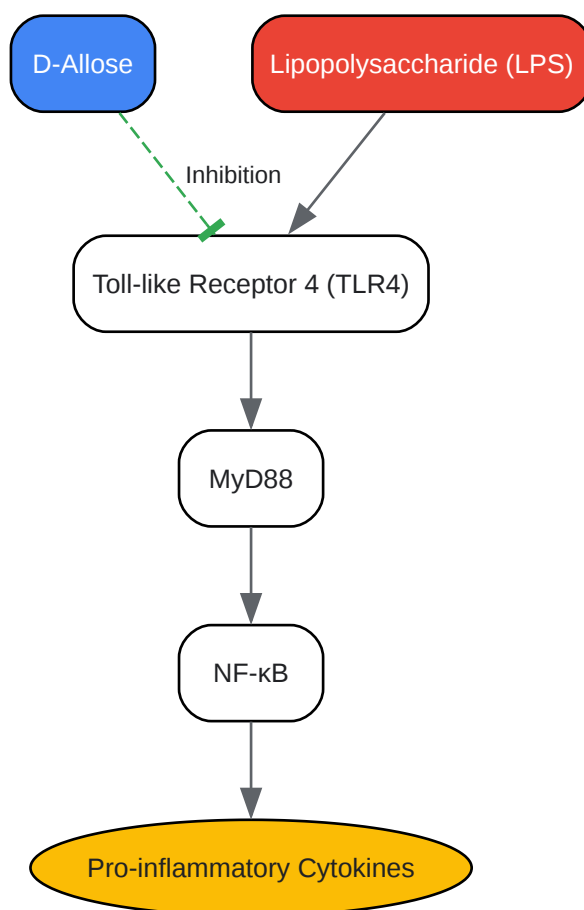 D-Allose
Lipopolysaccharide (LPS)
Inhibition
Toll-like Receptor 4 (TLR4)
MyD88
NF-κB
Pro-inflammatory Cytokines